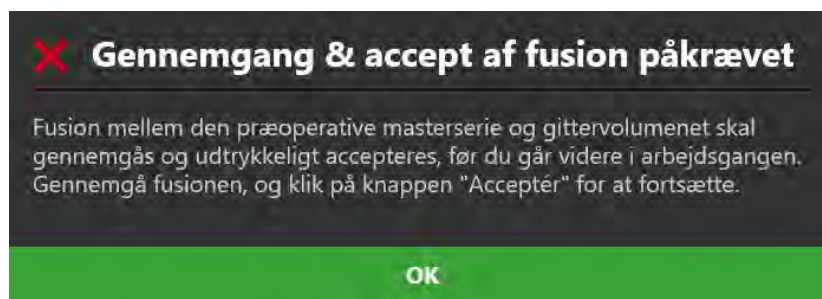 Gennemgang & accept af fusion påkrævet
Fusion mellem den præoperative masterserie og gittervolumenet skal
gennemgås og udtrykkeligt accepteres, før du går videre i arbejdsgangen.
Gennemgå fusionen, og klik på knappen "Acceptér" for at fortsætte.
OK